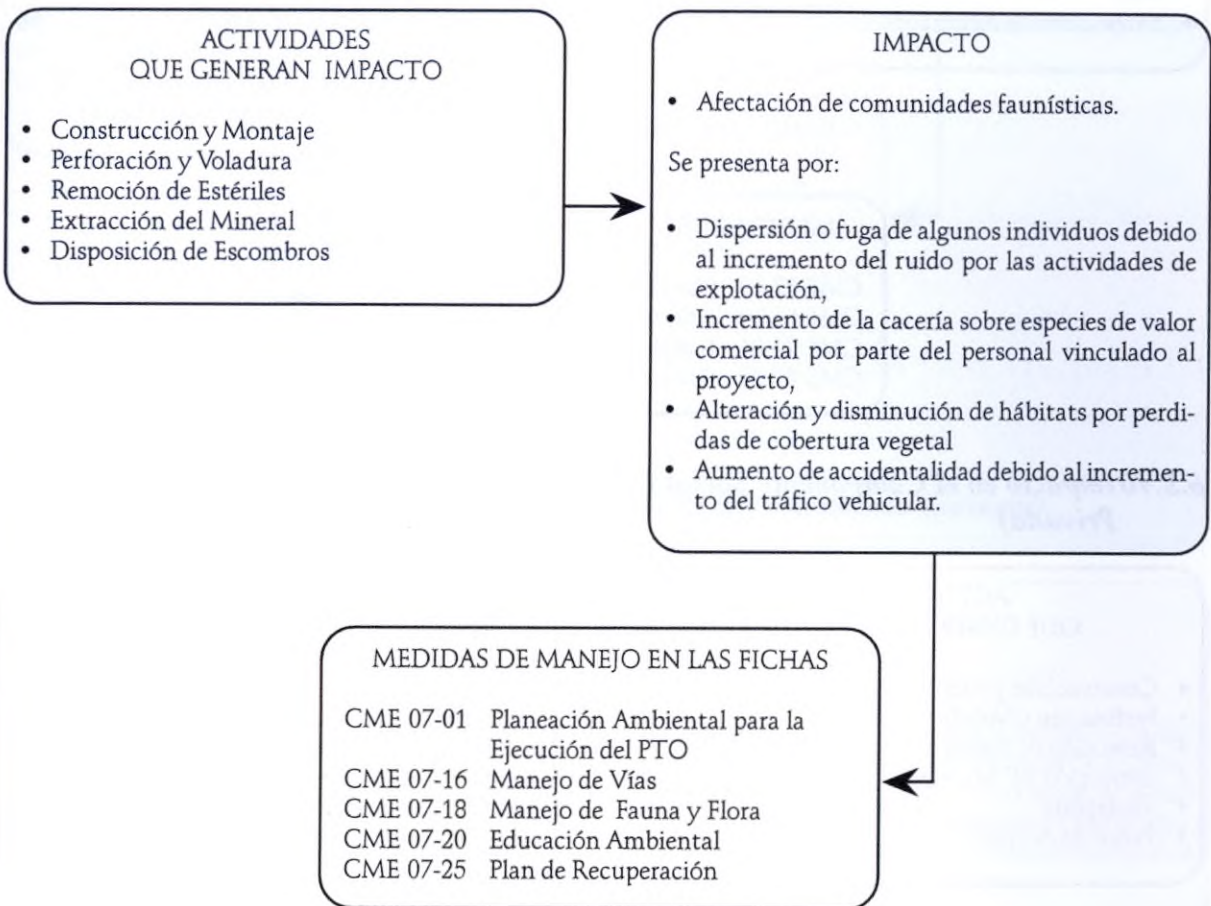 ACTIVIDADES
QUE GENERAN IMPACTO
• Construcción y Montaje
• Perforación y Voladura
• Remoción de Estériles
• Extracción del Mineral
• Disposición de Escombros
IMPACTO
• Afectación de comunidades faunísticas.
Se presenta por:
• Dispersión o fuga de algunos individuos debido
al incremento del ruido por las actividades de
explotación,
• Incremento de la cacería sobre especies de valor
comercial por parte del personal vinculado al
proyecto,
• Alteración y disminución de hábitats por perdi-
das de cobertura vegetal
• Aumento de accidentalidad debido al incremen-
to del tráfico vehicular.
MEDIDAS DE MANEJO EN LAS FICHAS
CME 07-01 Planeación Ambiental para la
Ejecución del PTO
CME 07-16 Manejo de Vías
CME 07-18 Manejo de Fauna y Flora
CME 07-20 Educación Ambiental
CME 07-25 Plan de Recuperación